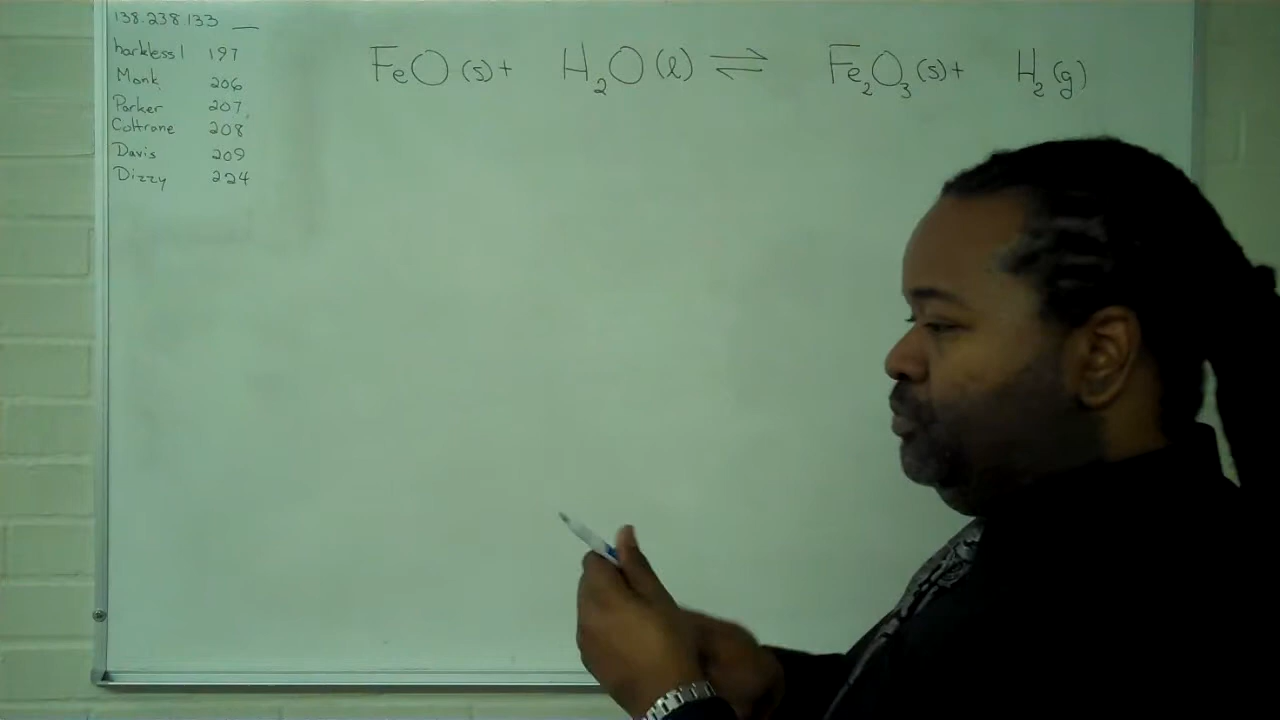 138.238.133 __
harkless1 197
Monk 206
Parker 207
Coltrane 208
Davis 209
Dizzy 224
FeO(s) + H₂O(l) ⇌ Fe₂O₃(s) + H₂(g)